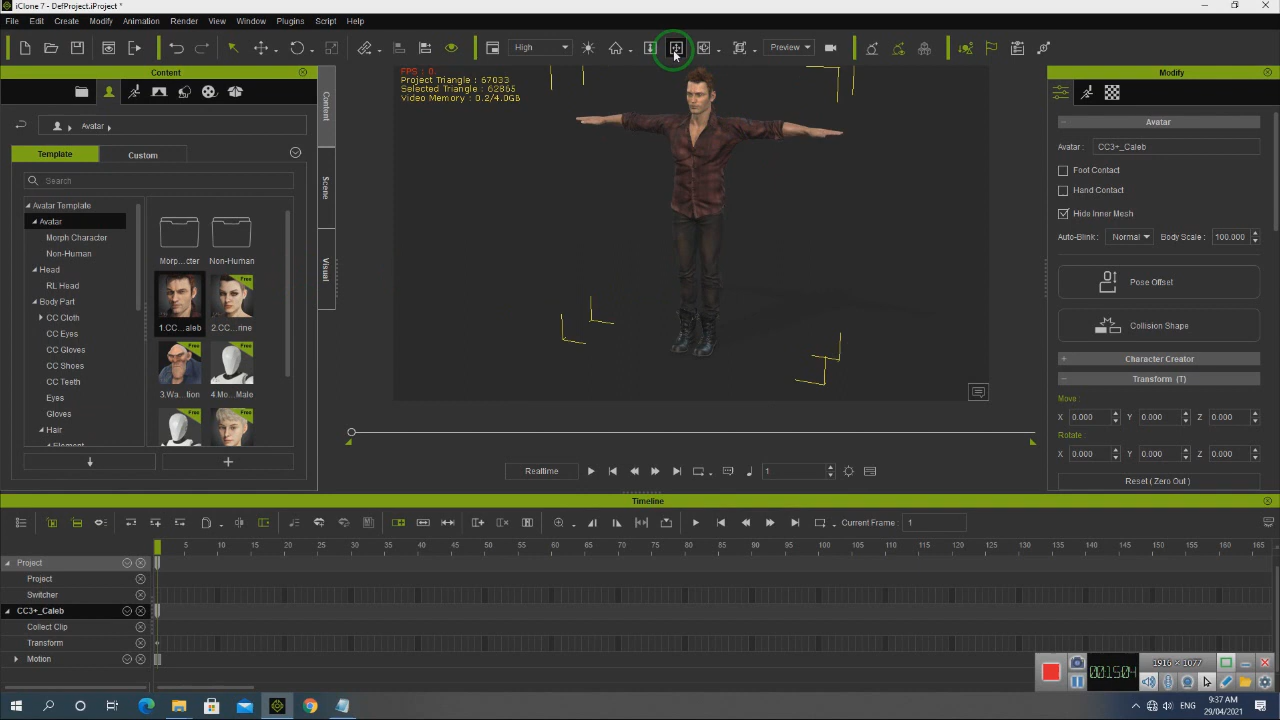 iClone 7 - DefProject.iProject *
File Edit Create Modify Animation Render View Window Plugins Script Help
High
Preview
Content
Avatar
Template Custom
Search
Avatar Template
Avatar
Morph Character
Non-Human
Head
RL Head
Body Part
CC Cloth
CC Eyes
CC Gloves
CC Shoes
CC Teeth
Eyes
Gloves
Hair
Element
Morp...cter Non-Human
Free
1.CC...aleb 2.CC...rine
Free Free
3.Wa...tion 4.Mo...Male
Free Free
Content
Scene
Visual
FPS : 0.
Project Triangle : 67033
Selected Triangle : 62865
Video Memory : 0.2/4.0GB
Modify
Avatar
Avatar : CC3+_Caleb
Foot Contact
Hand Contact
Hide Inner Mesh
Auto-Blink : Normal Body Scale : 100.000
Pose Offset
Collision Shape
Character Creator
Transform (T)
Move :
X 0.000 Y 0.000 Z 0.000
Rotate :
X 0.000 Y 0.000 Z 0.000
Reset ( Zero Out )
Realtime 1
Timeline
Current Frame : 1
5 10 15 20 25 30 35 40 45 50 55 60 65 70 75 80 85 90 95 100 105 110 115 120 125 130 135 140 145 150 155 160 165
Project
Project
Switcher
CC3+_Caleb
Collect Clip
Transform
Motion
1916 × 1077
001504
ENG
9:37 AM
29/04/2021